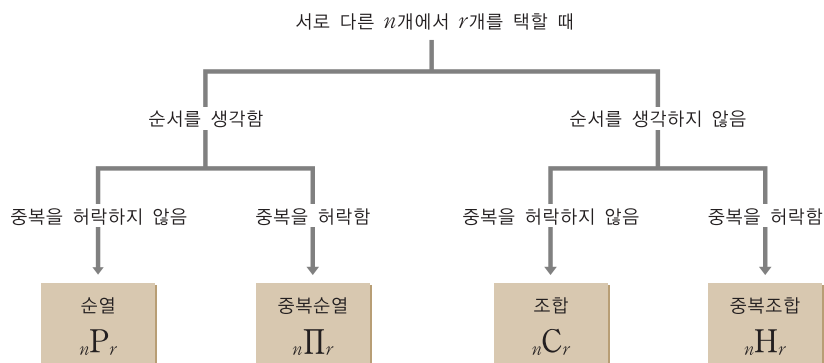 서로 다른 n개에서 r개를 택할 때
순서를 생각함
순서를 생각하지 않음
중복을 허락하지 않음
중복을 허락함
중복을 허락하지 않음
중복을 허락함
순열
nPr
중복순열
nΠr
조합
nCr
중복조합
nHr